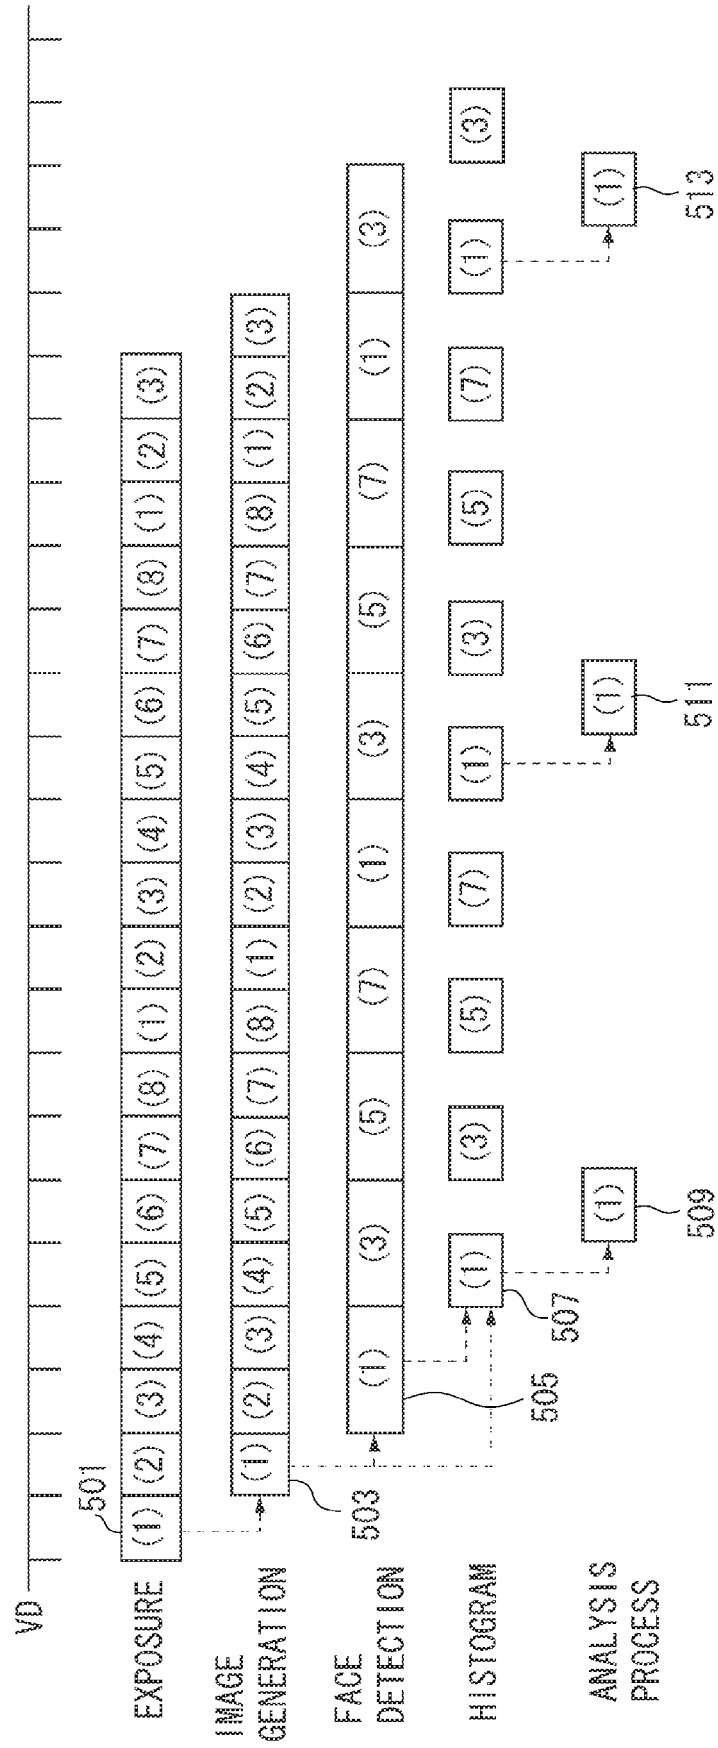 VD
501
EXPOSURE (1) (2) (3) (4) (5) (6) (7) (8) (1) (2) (3) (4) (5) (6) (7) (8) (1) (2) (3)
IMAGE
GENERATION (1) (2) (3) (4) (5) (6) (7) (8) (1) (2) (3) (4) (5) (6) (7) (8) (1) (2) (3)
503
FACE
DETECTION (1) (3) (5) (7) (1) (3) (5) (7) (1) (3)
505
HISTOGRAM (1) (3) (5) (7) (1) (3) (5) (7) (1) (3)
507
ANALYSIS
PROCESS (1) (1) (1)
509 511 513